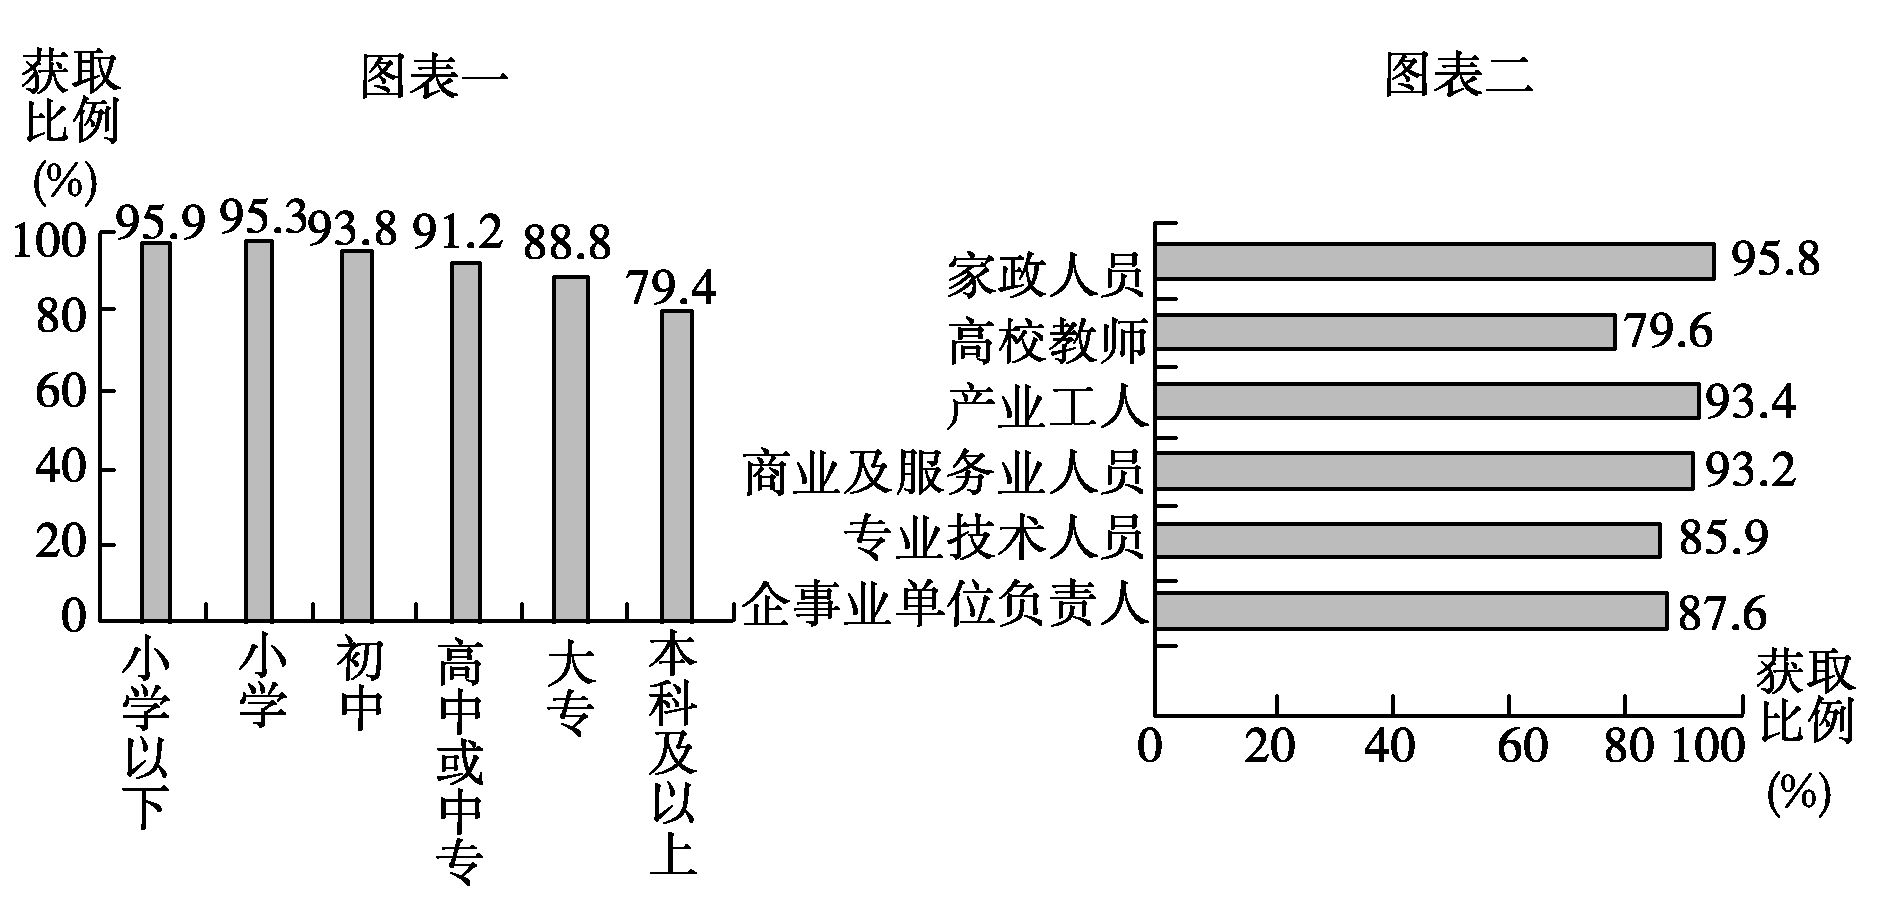 图表一
获取
比例
(%)
95.9 95.3 93.8 91.2 88.8 79.4
100
80
60
40
20
0
小学以下
小学
初中
高中或中专
大专
本科及以上
图表二
家政人员 95.8
高校教师 79.6
产业工人 93.4
商业及服务业人员 93.2
专业技术人员 85.9
企事业单位负责人 87.6
0 20 40 60 80 100
获取
比例
(%)